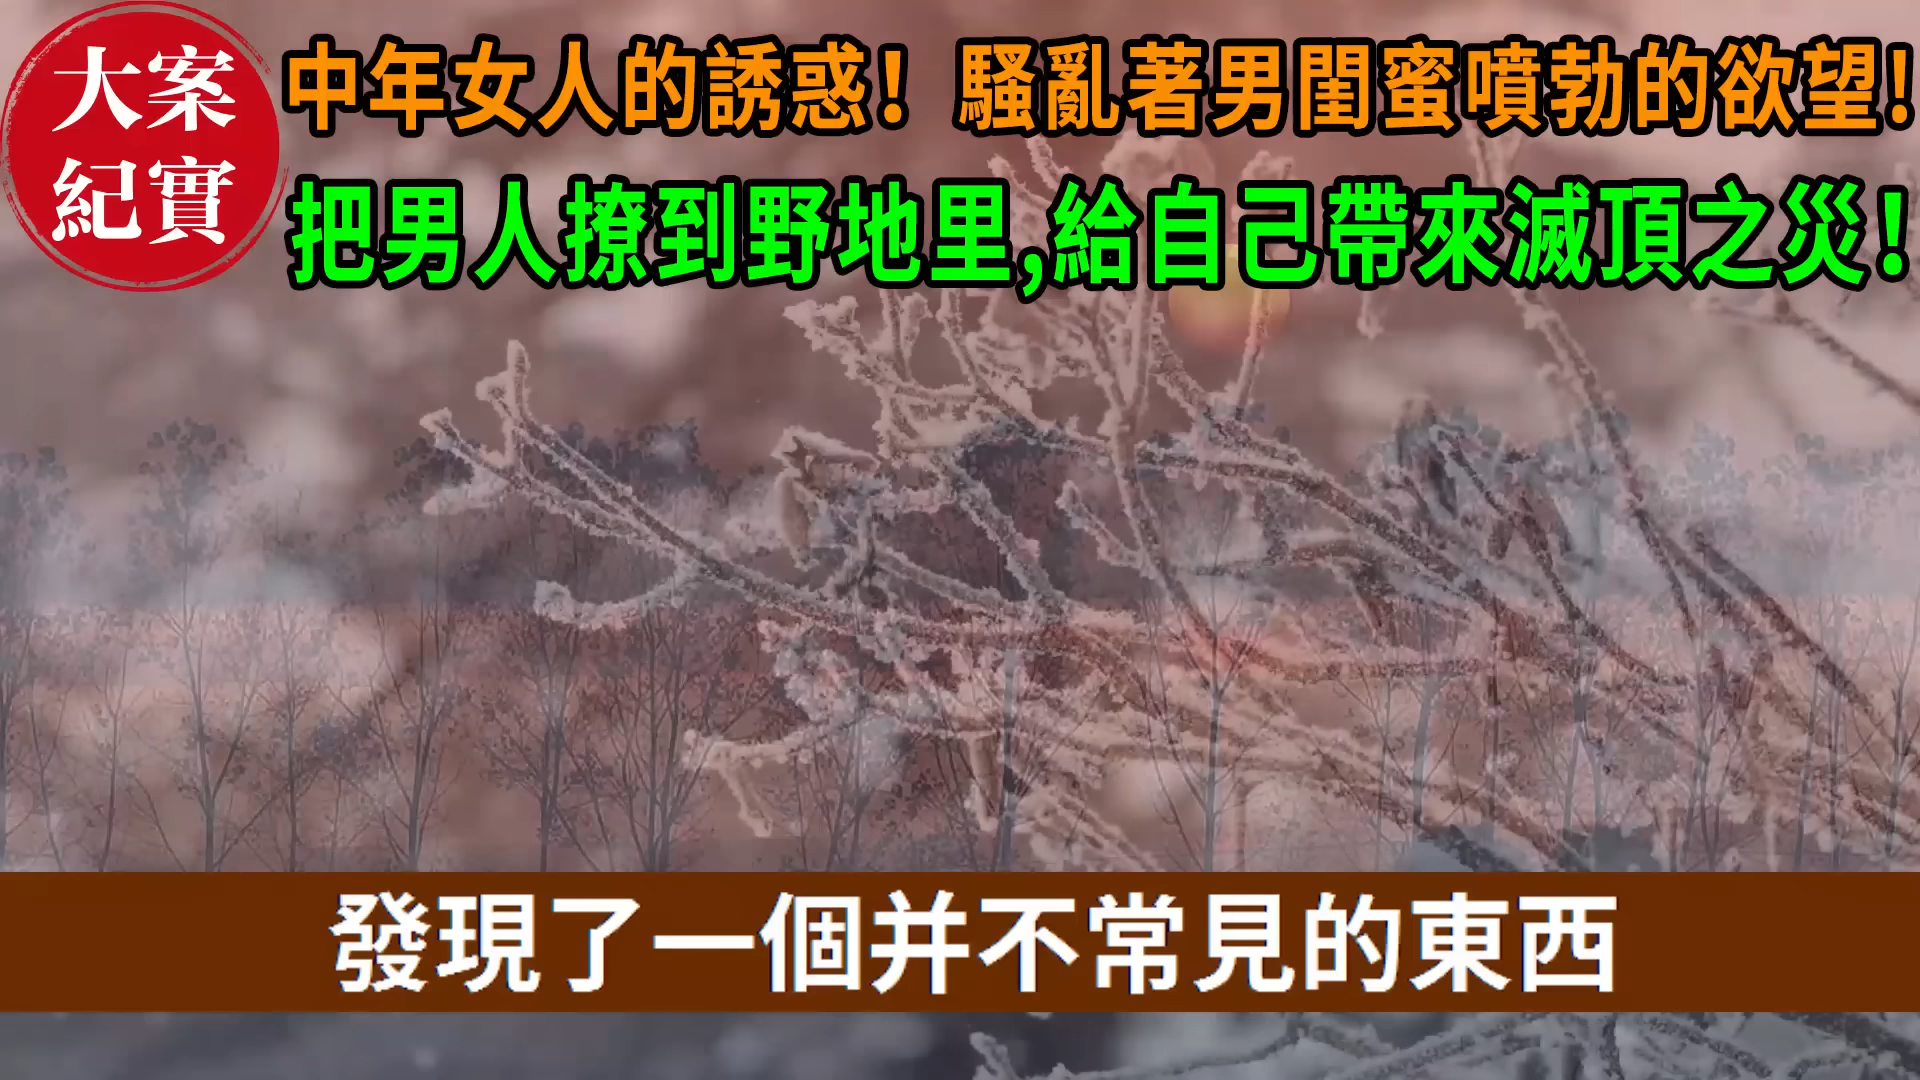 大案
紀實
中年女人的誘惑！騷亂著男閨蜜噴勃的欲望！
把男人撩到野地里,給自己帶來滅頂之災！
發現了一個并不常見的東西